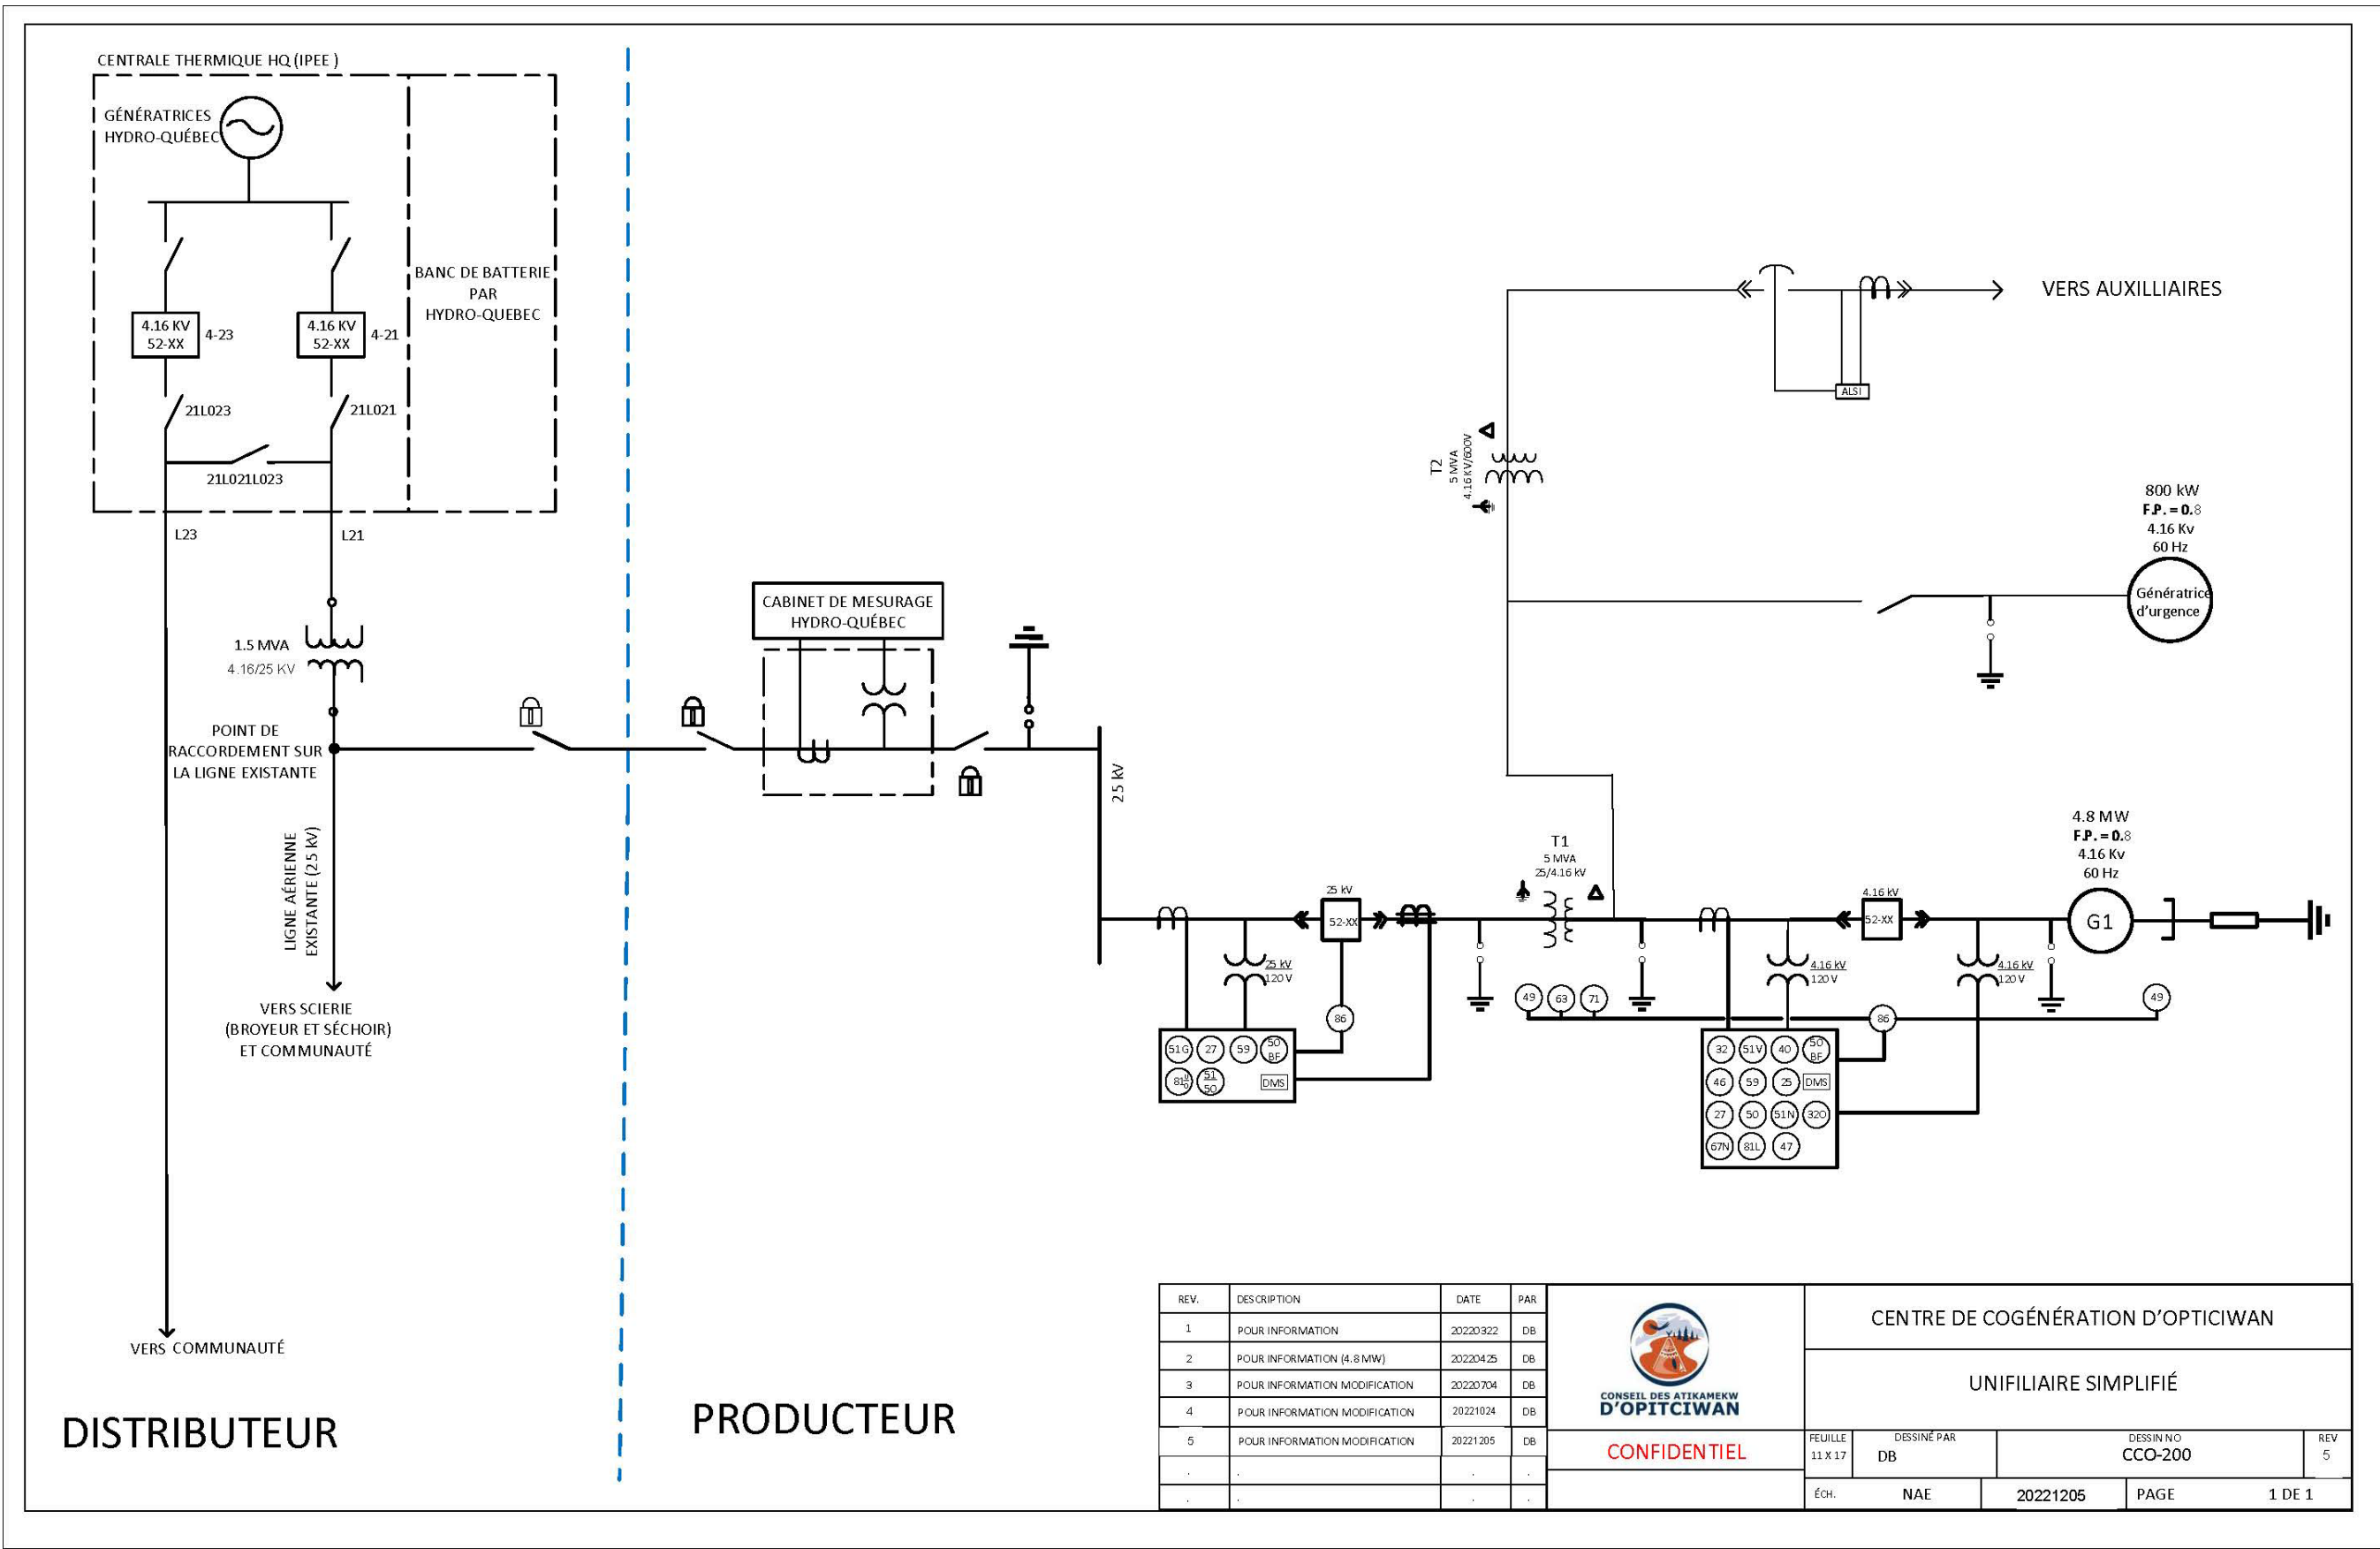 CENTRALE THERMIQUE HQ (IPEE )
GÉNÉRATRICES
HYDRO-QUÉBEC
BANC DE BATTERIE
PAR
HYDRO-QUEBEC
4.16 KV
52-XX
4-23
4.16 KV
52-XX
4-21
21L023
21L021
21L021L023
L23
L21
1.5 MVA
4.16/25 KV
POINT DE
RACCORDEMENT SUR
LA LIGNE EXISTANTE
LIGNE AÉRIENNE
EXISTANTE (25 kV)
VERS SCIERIE
(BROYEUR ET SÉCHOIR)
ET COMMUNAUTÉ
VERS COMMUNAUTÉ
DISTRIBUTEUR
PRODUCTEUR
CABINET DE MESURAGE
HYDRO-QUÉBEC
25 kV
VERS AUXILLIAIRES
ALSI
T2
5 MVA
4.16 KV/600V
800 kW
F.P. = 0.8
4.16 Kv
60 Hz
Génératrice
d'urgence
T1
5 MVA
25/4.16 kV
4.8 MW
F.P. = 0.8
4.16 Kv
60 Hz
G1
25 kV
52-XX
4.16 kV
52-XX
25 kV
120 V
4.16 kV
120 V
4.16 kV
120 V
86
49
63
71
86
49
51G
27
59
50
BF
81
U
O
51
50
DMS
32
51V
40
50
BF
46
59
25
DMS
27
50
51N
32O
67N
81L
47
REV.
DESCRIPTION
DATE
PAR
1
POUR INFORMATION
20220322
DB
2
POUR INFORMATION (4.8 MW)
20220425
DB
3
POUR INFORMATION MODIFICATION
20220704
DB
4
POUR INFORMATION MODIFICATION
20221024
DB
5
POUR INFORMATION MODIFICATION
20221205
DB
CONSEIL DES ATIKAMEKW
D'OPITCIWAN
CONFIDENTIEL
CENTRE DE COGÉNÉRATION D'OPTICIWAN
UNIFILIAIRE SIMPLIFIÉ
FEUILLE
11 X 17
DESSINÉ PAR
DB
DESSIN NO
CCO-200
REV
5
ÉCH.
NAE
20221205
PAGE
1 DE 1